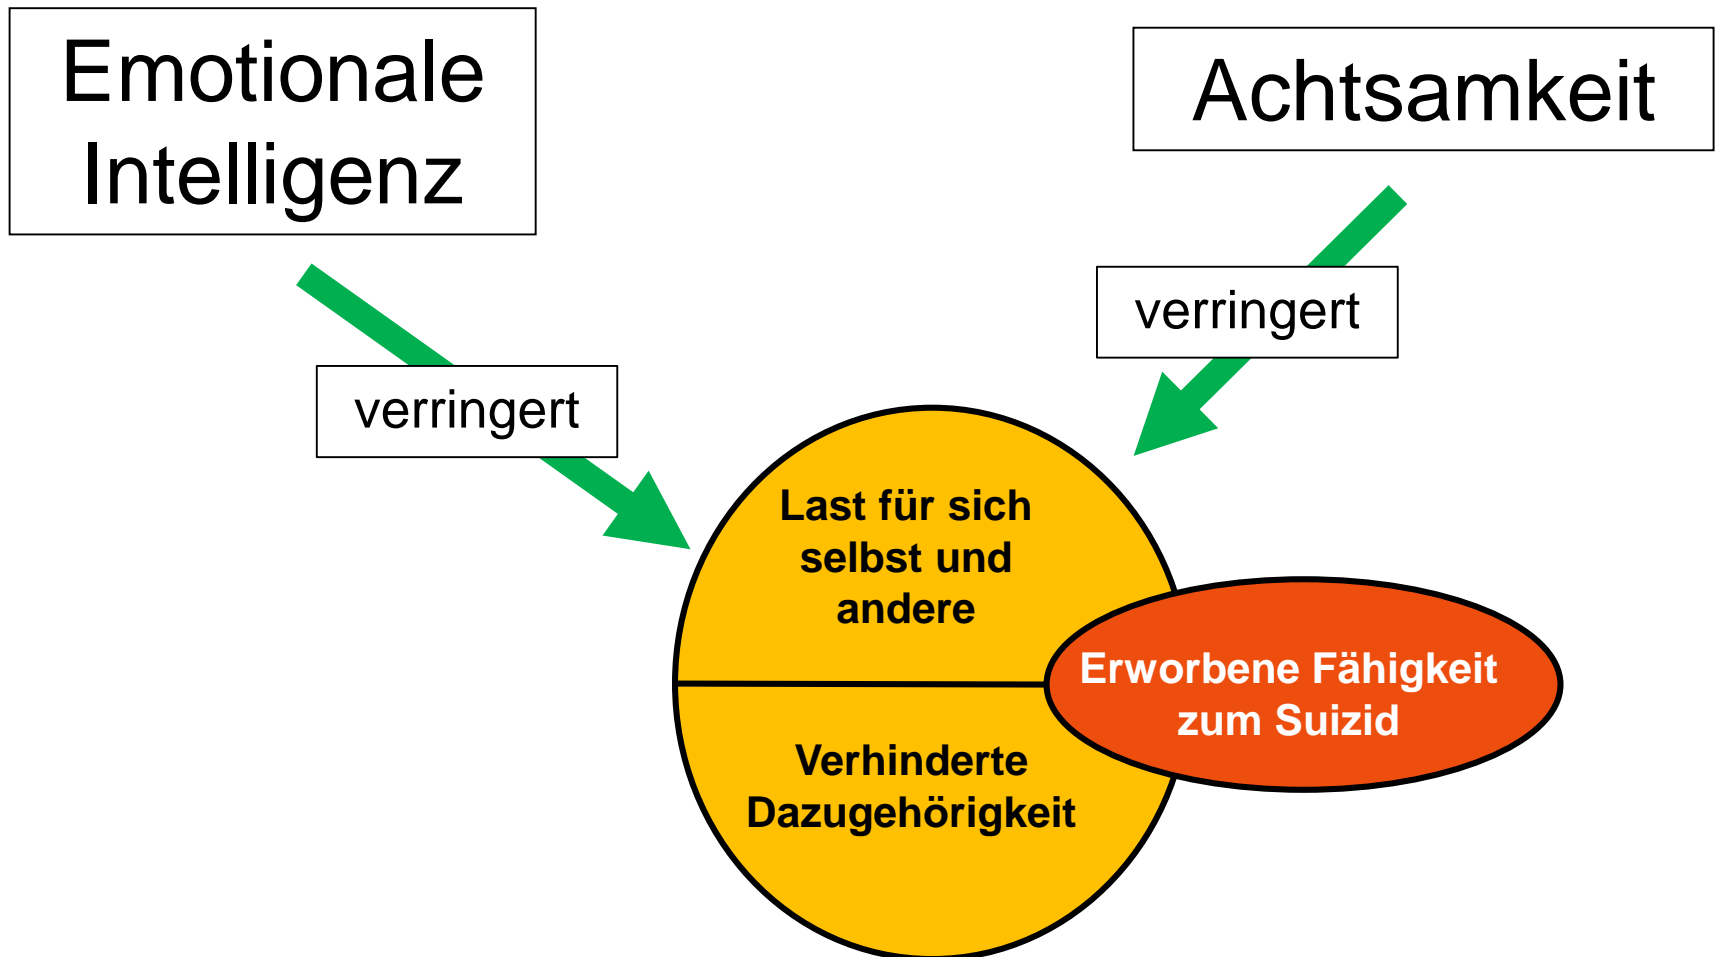 Emotionale
Intelligenz
Achtsamkeit
verringert
verringert
Last für sich
selbst und
andere
Erworbene Fähigkeit
zum Suizid
Verhinderte
Dazugehörigkeit